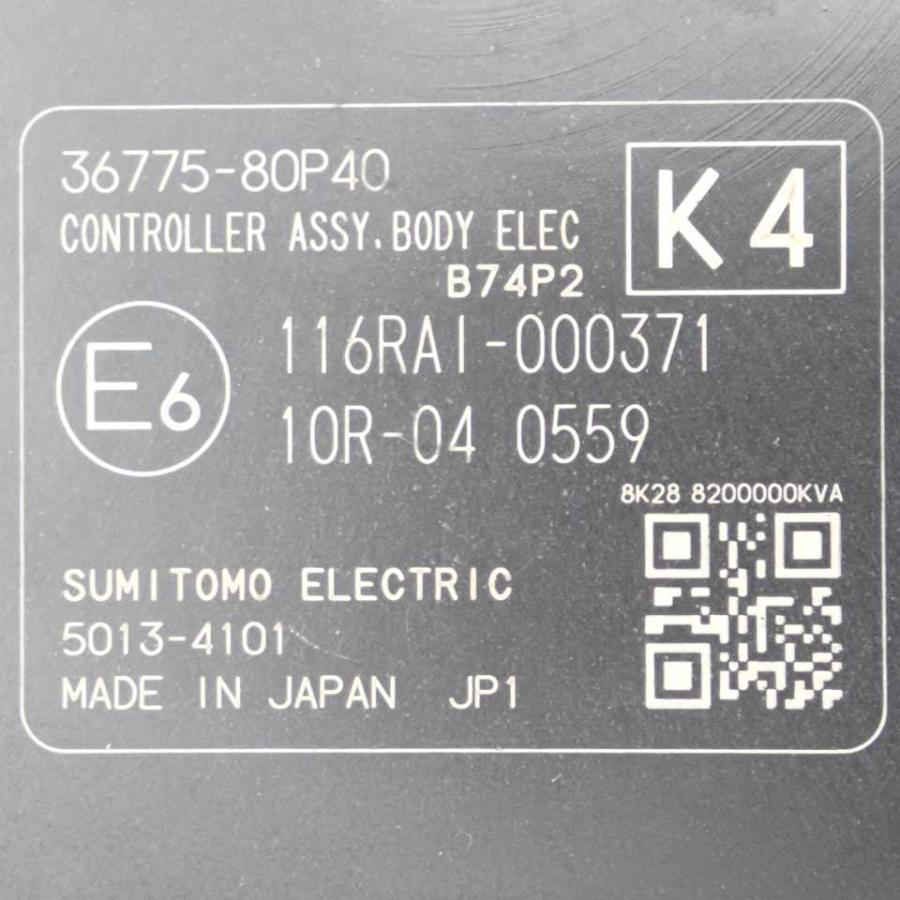 36775-80P40
CONTROLLER ASSY.BODY ELEC
B74P2
K4
E6
116RAI-000371
10R-04 0559
8K28 8200000KVA
SUMITOMO ELECTRIC
5013-4101
MADE IN JAPAN JP1